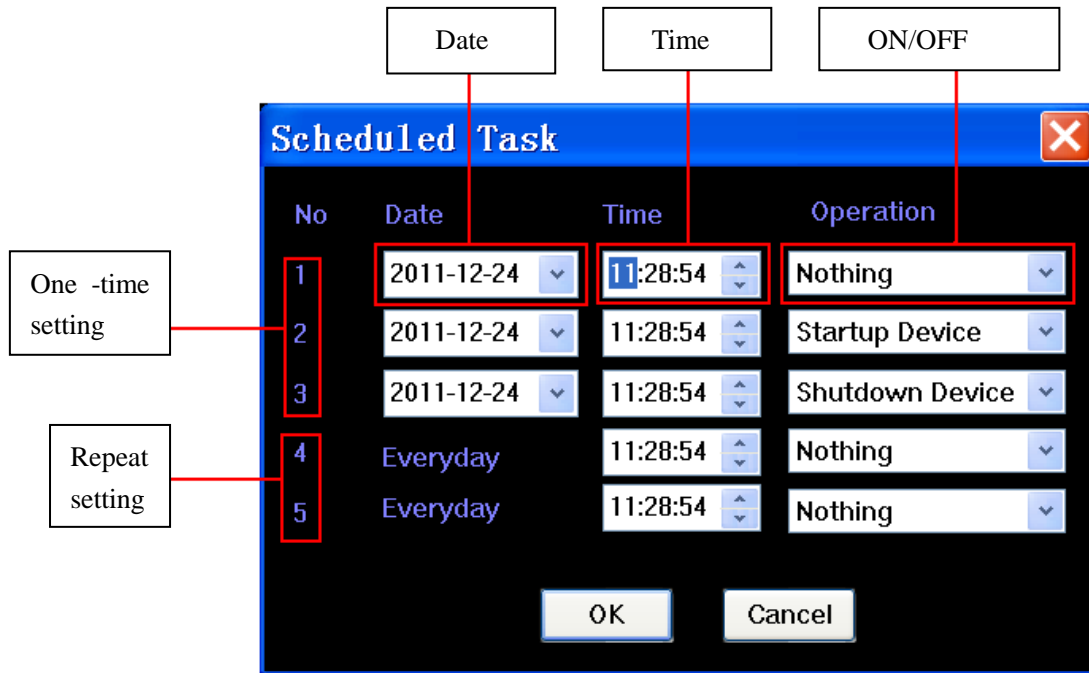 Date Time ON/OFF
Scheduled Task
No Date Time Operation
One -time
setting
1 2011-12-24 11:28:54 Nothing
2 2011-12-24 11:28:54 Startup Device
3 2011-12-24 11:28:54 Shutdown Device
Repeat
setting
4 Everyday 11:28:54 Nothing
5 Everyday 11:28:54 Nothing
OK Cancel